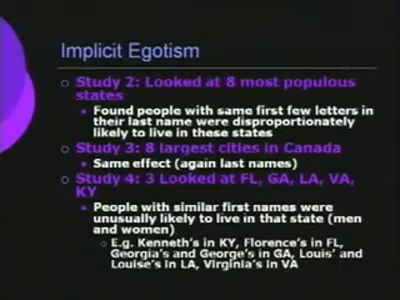 Implicit Egotism
Study 2: Looked at 8 most populous
states
Found people with same first few letters in
their last name were disproportionately
likely to live in these states
Study 3: 8 largest cities in Canada
Same effect (again last names)
Study 4: 3 Looked at FL, GA, LA, VA,
KY
People with similar first names were
unusually likely to live in that state (men
and women)
E.g. Kenneth's in KY, Florence's in FL,
Georgia's and George's in GA, Louis' and
Louise's in LA, Virginia's in VA